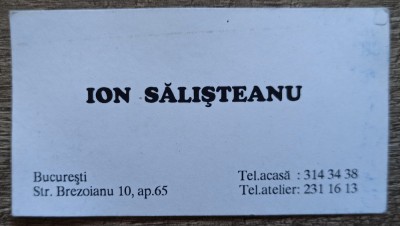 ION SĂLIŞTEANU
Bucureşti
Str. Brezoianu 10, ap.65
Tel.acasă : 314 34 38
Tel.atelier: 231 16 13